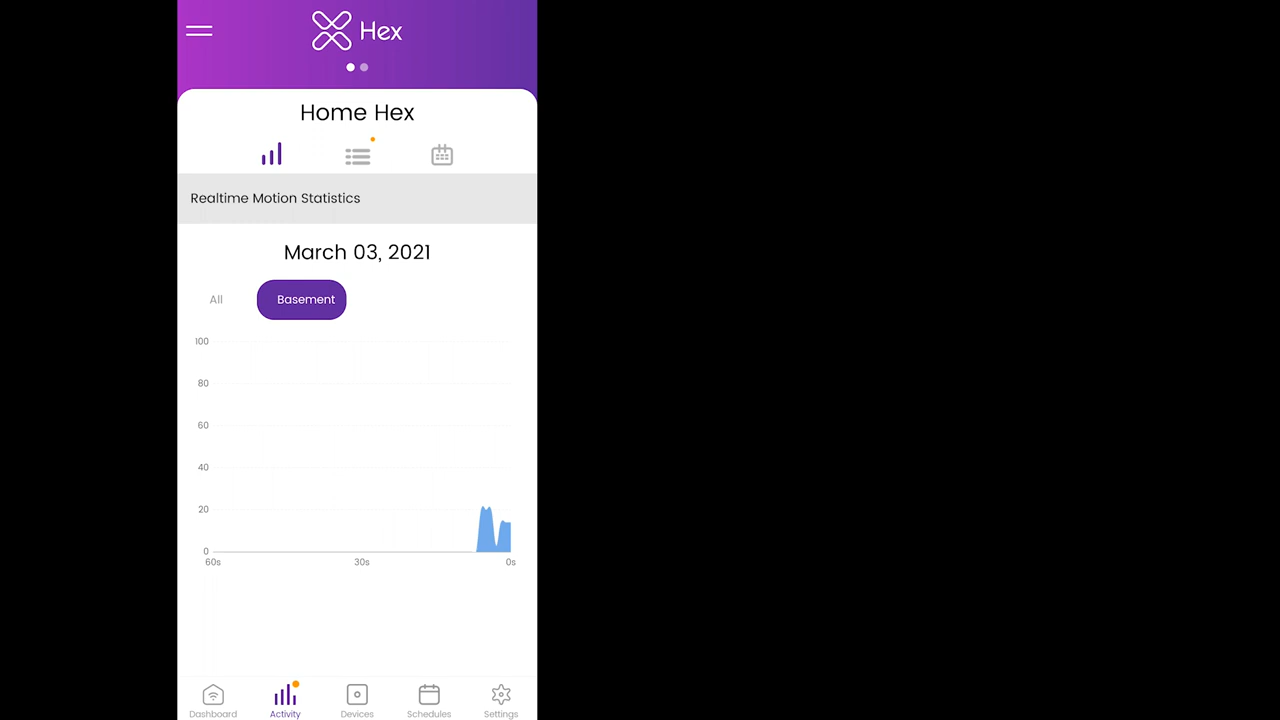 Hex
Home Hex
Realtime Motion Statistics
March 03, 2021
All
Basement
100
80
60
40
20
0
60s
30s
0s
Dashboard
Activity
Devices
Schedules
Settings